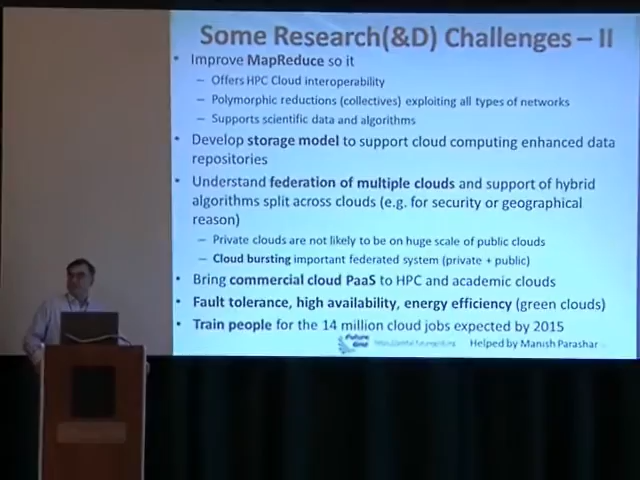 Some Research(&D) Challenges – II
• Improve MapReduce so it
– Offers HPC Cloud interoperability
– Polymorphic reductions (collectives) exploiting all types of networks
– Supports scientific data and algorithms
• Develop storage model to support cloud computing enhanced data
repositories
• Understand federation of multiple clouds and support of hybrid
algorithms split across clouds (e.g. for security or geographical
reason)
– Private clouds are not likely to be on huge scale of public clouds
– Cloud bursting important federated system (private + public)
• Bring commercial cloud PaaS to HPC and academic clouds
• Fault tolerance, high availability, energy efficiency (green clouds)
• Train people for the 14 million cloud jobs expected by 2015
Future
Grid
Helped by Manish Parashar